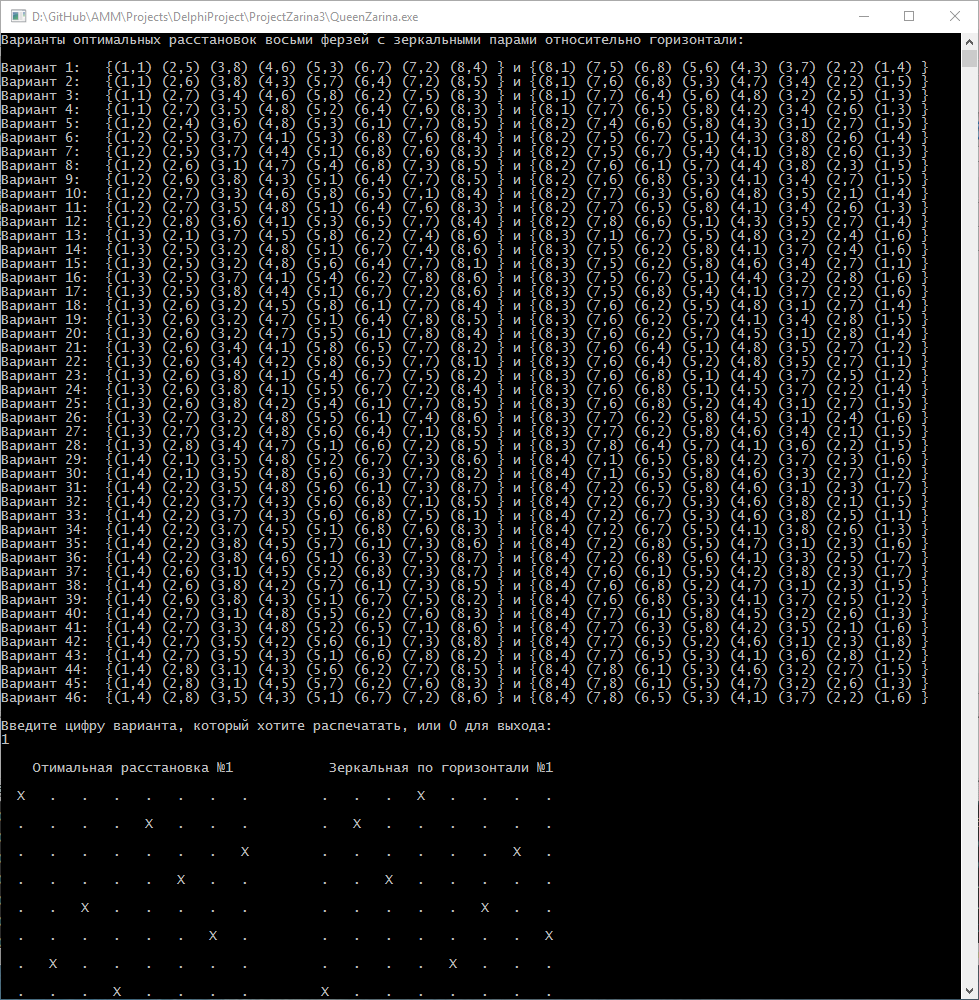 D:\GitHub\AMM\Projects\DelphiProject\ProjectZarina3\QueenZarina.exe
Варианты оптимальных расстановок восьми ферзей с зеркальными парами относительно горизонтали:
Вариант 1: {(1,1) (2,5) (3,8) (4,6) (5,3) (6,7) (7,2) (8,4) } и {(8,1) (7,5) (6,8) (5,6) (4,3) (3,7) (2,2) (1,4) }
Вариант 2: {(1,1) (2,6) (3,8) (4,3) (5,7) (6,4) (7,2) (8,5) } и {(8,1) (7,6) (6,8) (5,3) (4,7) (3,4) (2,2) (1,5) }
Вариант 3: {(1,1) (2,7) (3,4) (4,6) (5,8) (6,2) (7,5) (8,3) } и {(8,1) (7,7) (6,4) (5,6) (4,8) (3,2) (2,5) (1,3) }
Вариант 4: {(1,1) (2,7) (3,5) (4,8) (5,2) (6,4) (7,6) (8,3) } и {(8,1) (7,7) (6,5) (5,8) (4,2) (3,4) (2,6) (1,3) }
Вариант 5: {(1,2) (2,4) (3,6) (4,8) (5,3) (6,1) (7,7) (8,5) } и {(8,2) (7,4) (6,6) (5,8) (4,3) (3,1) (2,7) (1,5) }
Вариант 6: {(1,2) (2,5) (3,7) (4,1) (5,3) (6,8) (7,6) (8,4) } и {(8,2) (7,5) (6,7) (5,1) (4,3) (3,8) (2,6) (1,4) }
Вариант 7: {(1,2) (2,5) (3,7) (4,4) (5,1) (6,8) (7,6) (8,3) } и {(8,2) (7,5) (6,7) (5,4) (4,1) (3,8) (2,6) (1,3) }
Вариант 8: {(1,2) (2,6) (3,1) (4,7) (5,4) (6,8) (7,3) (8,5) } и {(8,2) (7,6) (6,1) (5,7) (4,4) (3,8) (2,3) (1,5) }
Вариант 9: {(1,2) (2,6) (3,8) (4,3) (5,1) (6,4) (7,7) (8,5) } и {(8,2) (7,6) (6,8) (5,3) (4,1) (3,4) (2,7) (1,5) }
Вариант 10: {(1,2) (2,7) (3,3) (4,6) (5,8) (6,5) (7,1) (8,4) } и {(8,2) (7,7) (6,3) (5,6) (4,8) (3,5) (2,1) (1,4) }
Вариант 11: {(1,2) (2,7) (3,5) (4,8) (5,1) (6,4) (7,6) (8,3) } и {(8,2) (7,7) (6,5) (5,8) (4,1) (3,4) (2,6) (1,3) }
Вариант 12: {(1,2) (2,8) (3,6) (4,1) (5,3) (6,5) (7,7) (8,4) } и {(8,2) (7,8) (6,6) (5,1) (4,3) (3,5) (2,7) (1,4) }
Вариант 13: {(1,3) (2,1) (3,7) (4,5) (5,8) (6,2) (7,4) (8,6) } и {(8,3) (7,1) (6,7) (5,5) (4,8) (3,2) (2,4) (1,6) }
Вариант 14: {(1,3) (2,5) (3,2) (4,8) (5,1) (6,7) (7,4) (8,6) } и {(8,3) (7,5) (6,2) (5,8) (4,1) (3,7) (2,4) (1,6) }
Вариант 15: {(1,3) (2,5) (3,2) (4,8) (5,6) (6,4) (7,7) (8,1) } и {(8,3) (7,5) (6,2) (5,8) (4,6) (3,4) (2,7) (1,1) }
Вариант 16: {(1,3) (2,5) (3,7) (4,1) (5,4) (6,2) (7,8) (8,6) } и {(8,3) (7,5) (6,7) (5,1) (4,4) (3,2) (2,8) (1,6) }
Вариант 17: {(1,3) (2,5) (3,8) (4,4) (5,1) (6,7) (7,2) (8,6) } и {(8,3) (7,5) (6,8) (5,4) (4,1) (3,7) (2,2) (1,6) }
Вариант 18: {(1,3) (2,6) (3,2) (4,5) (5,8) (6,1) (7,7) (8,4) } и {(8,3) (7,6) (6,2) (5,5) (4,8) (3,1) (2,7) (1,4) }
Вариант 19: {(1,3) (2,6) (3,2) (4,7) (5,1) (6,4) (7,8) (8,5) } и {(8,3) (7,6) (6,2) (5,7) (4,1) (3,4) (2,8) (1,5) }
Вариант 20: {(1,3) (2,6) (3,2) (4,7) (5,5) (6,1) (7,8) (8,4) } и {(8,3) (7,6) (6,2) (5,7) (4,5) (3,1) (2,8) (1,4) }
Вариант 21: {(1,3) (2,6) (3,4) (4,1) (5,8) (6,5) (7,7) (8,2) } и {(8,3) (7,6) (6,4) (5,1) (4,8) (3,5) (2,7) (1,2) }
Вариант 22: {(1,3) (2,6) (3,4) (4,2) (5,8) (6,5) (7,7) (8,1) } и {(8,3) (7,6) (6,4) (5,2) (4,8) (3,5) (2,7) (1,1) }
Вариант 23: {(1,3) (2,6) (3,8) (4,1) (5,4) (6,7) (7,5) (8,2) } и {(8,3) (7,6) (6,8) (5,1) (4,4) (3,7) (2,5) (1,2) }
Вариант 24: {(1,3) (2,6) (3,8) (4,1) (5,5) (6,7) (7,2) (8,4) } и {(8,3) (7,6) (6,8) (5,1) (4,5) (3,7) (2,2) (1,4) }
Вариант 25: {(1,3) (2,6) (3,8) (4,2) (5,4) (6,1) (7,7) (8,5) } и {(8,3) (7,6) (6,8) (5,2) (4,4) (3,1) (2,7) (1,5) }
Вариант 26: {(1,3) (2,7) (3,2) (4,8) (5,5) (6,1) (7,4) (8,6) } и {(8,3) (7,7) (6,2) (5,8) (4,5) (3,1) (2,4) (1,6) }
Вариант 27: {(1,3) (2,7) (3,2) (4,8) (5,6) (6,4) (7,1) (8,5) } и {(8,3) (7,7) (6,2) (5,8) (4,6) (3,4) (2,1) (1,5) }
Вариант 28: {(1,3) (2,8) (3,4) (4,7) (5,1) (6,6) (7,2) (8,5) } и {(8,3) (7,8) (6,4) (5,7) (4,1) (3,6) (2,2) (1,5) }
Вариант 29: {(1,4) (2,1) (3,5) (4,8) (5,2) (6,7) (7,3) (8,6) } и {(8,4) (7,1) (6,5) (5,8) (4,2) (3,7) (2,3) (1,6) }
Вариант 30: {(1,4) (2,1) (3,5) (4,8) (5,6) (6,3) (7,7) (8,2) } и {(8,4) (7,1) (6,5) (5,8) (4,6) (3,3) (2,7) (1,2) }
Вариант 31: {(1,4) (2,2) (3,5) (4,8) (5,6) (6,1) (7,3) (8,7) } и {(8,4) (7,2) (6,5) (5,8) (4,6) (3,1) (2,3) (1,7) }
Вариант 32: {(1,4) (2,2) (3,7) (4,3) (5,6) (6,8) (7,1) (8,5) } и {(8,4) (7,2) (6,7) (5,3) (4,6) (3,8) (2,1) (1,5) }
Вариант 33: {(1,4) (2,2) (3,7) (4,3) (5,6) (6,8) (7,5) (8,1) } и {(8,4) (7,2) (6,7) (5,3) (4,6) (3,8) (2,5) (1,1) }
Вариант 34: {(1,4) (2,2) (3,7) (4,5) (5,1) (6,8) (7,6) (8,3) } и {(8,4) (7,2) (6,7) (5,5) (4,1) (3,8) (2,6) (1,3) }
Вариант 35: {(1,4) (2,2) (3,8) (4,5) (5,7) (6,1) (7,3) (8,6) } и {(8,4) (7,2) (6,8) (5,5) (4,7) (3,1) (2,3) (1,6) }
Вариант 36: {(1,4) (2,2) (3,8) (4,6) (5,1) (6,3) (7,5) (8,7) } и {(8,4) (7,2) (6,8) (5,6) (4,1) (3,3) (2,5) (1,7) }
Вариант 37: {(1,4) (2,6) (3,1) (4,5) (5,2) (6,8) (7,3) (8,7) } и {(8,4) (7,6) (6,1) (5,5) (4,2) (3,8) (2,3) (1,7) }
Вариант 38: {(1,4) (2,6) (3,8) (4,2) (5,7) (6,1) (7,3) (8,5) } и {(8,4) (7,6) (6,8) (5,2) (4,7) (3,1) (2,3) (1,5) }
Вариант 39: {(1,4) (2,6) (3,8) (4,3) (5,1) (6,7) (7,5) (8,2) } и {(8,4) (7,6) (6,8) (5,3) (4,1) (3,7) (2,5) (1,2) }
Вариант 40: {(1,4) (2,7) (3,1) (4,8) (5,5) (6,2) (7,6) (8,3) } и {(8,4) (7,7) (6,1) (5,8) (4,5) (3,2) (2,6) (1,3) }
Вариант 41: {(1,4) (2,7) (3,3) (4,8) (5,2) (6,5) (7,1) (8,6) } и {(8,4) (7,7) (6,3) (5,8) (4,2) (3,5) (2,1) (1,6) }
Вариант 42: {(1,4) (2,7) (3,5) (4,2) (5,6) (6,1) (7,3) (8,8) } и {(8,4) (7,7) (6,5) (5,2) (4,6) (3,1) (2,3) (1,8) }
Вариант 43: {(1,4) (2,7) (3,5) (4,3) (5,1) (6,6) (7,8) (8,2) } и {(8,4) (7,7) (6,5) (5,3) (4,1) (3,6) (2,8) (1,2) }
Вариант 44: {(1,4) (2,8) (3,1) (4,3) (5,6) (6,2) (7,7) (8,5) } и {(8,4) (7,8) (6,1) (5,3) (4,6) (3,2) (2,7) (1,5) }
Вариант 45: {(1,4) (2,8) (3,1) (4,5) (5,7) (6,2) (7,6) (8,3) } и {(8,4) (7,8) (6,1) (5,5) (4,7) (3,2) (2,6) (1,3) }
Вариант 46: {(1,4) (2,8) (3,5) (4,3) (5,1) (6,7) (7,2) (8,6) } и {(8,4) (7,8) (6,5) (5,3) (4,1) (3,7) (2,2) (1,6) }
Введите цифру варианта, который хотите распечатать, или 0 для выхода:
1
Отимальная расстановка №1 Зеркальная по горизонтали №1
X . . . . . . . . . . X . . . .
. . . . X . . . . X . . . . . .
. . . . . . . X . . . . . . X .
. . . . . X . . . . X . . . . .
. . X . . . . . . . . . . X . .
. . . . . . X . . . . . . . . X
. X . . . . . . . . . . X . . .
. . . X . . . . X . . . . . . .